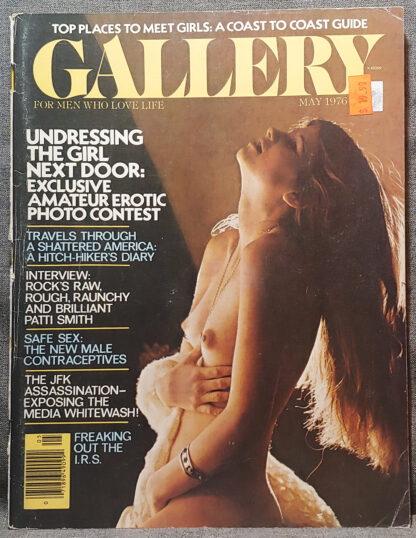 TOP PLACES TO MEET GIRLS: A COAST TO COAST GUIDE
GALLERY
FOR MEN WHO LOVE LIFE
MAY 1976
UNDRESSING
THE GIRL
NEXT DOOR:
EXCLUSIVE
AMATEUR EROTIC
PHOTO CONTEST
TRAVELS THROUGH
A SHATTERED AMERICA:
A HITCH-HIKER'S DIARY
INTERVIEW:
ROCK'S RAW,
ROUGH, RAUNCHY
AND BRILLIANT
PATTI SMITH
SAFE SEX:
THE NEW MALE
CONTRACEPTIVES
THE JFK
ASSASSINATION–
EXPOSING THE
MEDIA WHITEWASH!
FREAKING
OUT THE
I.R.S.
05